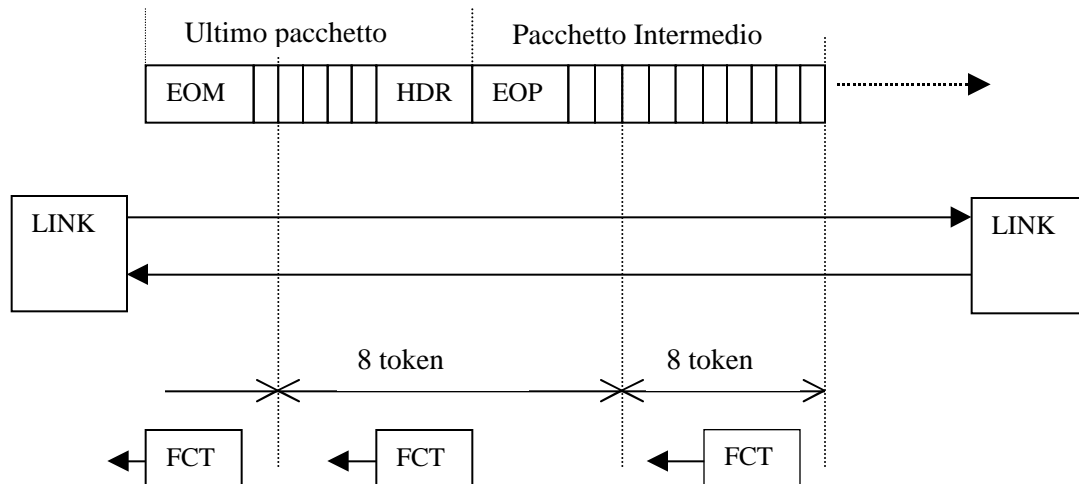 Ultimo pacchetto Pacchetto Intermedio
EOM HDR EOP
LINK LINK
8 token 8 token
FCT FCT FCT